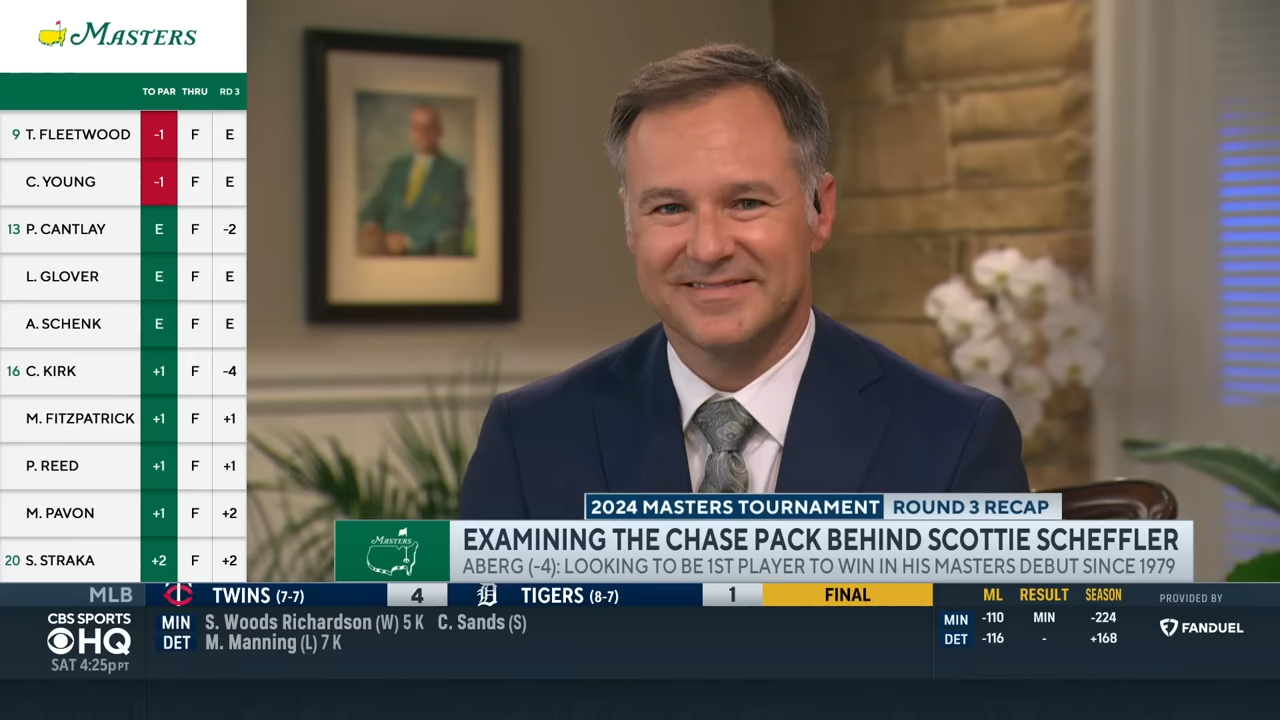 MASTERS
TO PAR THRU RD 3
9 T. FLEETWOOD -1 F E
C. YOUNG -1 F E
13 P. CANTLAY E F -2
L. GLOVER E F E
A. SCHENK E F E
16 C. KIRK +1 F -4
M. FITZPATRICK +1 F +1
P. REED +1 F +1
M. PAVON +1 F +2
20 S. STRAKA +2 F +2
2024 MASTERS TOURNAMENT ROUND 3 RECAP
MASTERS
EXAMINING THE CHASE PACK BEHIND SCOTTIE SCHEFFLER
ABERG (-4): LOOKING TO BE 1ST PLAYER TO WIN IN HIS MASTERS DEBUT SINCE 1979
MLB TC TWINS (7-7) 4 D TIGERS (8-7) 1 FINAL ML RESULT SEASON PROVIDED BY
CBS SPORTS
HQ
SAT 4:25p PT
MIN S. Woods Richardson (W) 5 K C. Sands (S)
DET M. Manning (L) 7 K
MIN -110 MIN -224
DET -116 - +168
FANDUEL